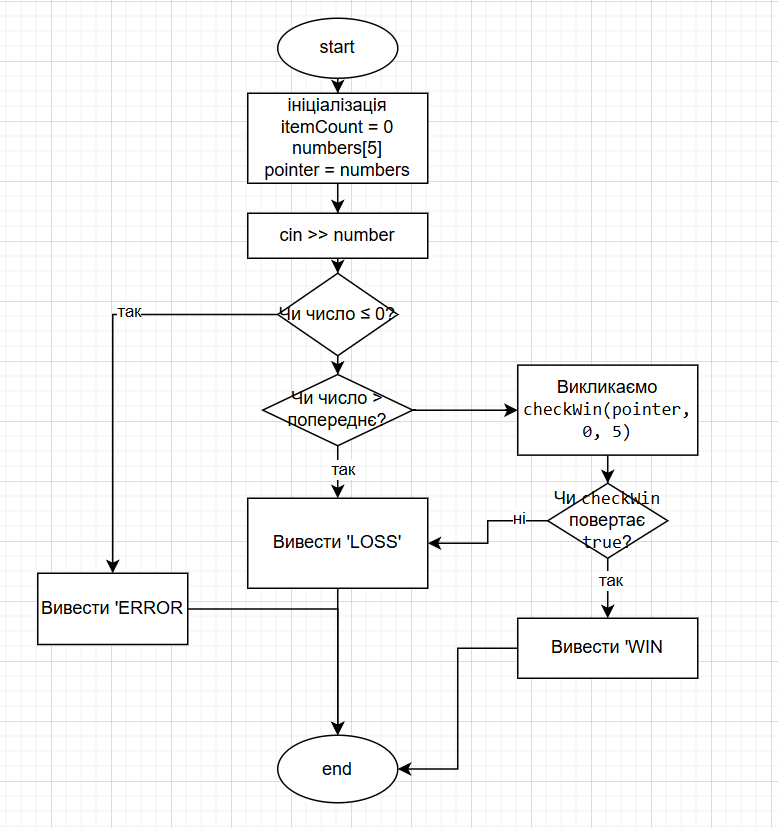 start
ініціалізація
itemCount = 0
numbers[5]
pointer = numbers
cin >> number
Чи число ≤ 0?
так
Чи число >
попереднє?
так
Викликаємо
checkWin(pointer,
0, 5)
Чи checkWin
повертає
true?
ні
так
Вивести 'LOSS'
Вивести 'ERROR
Вивести 'WIN
end